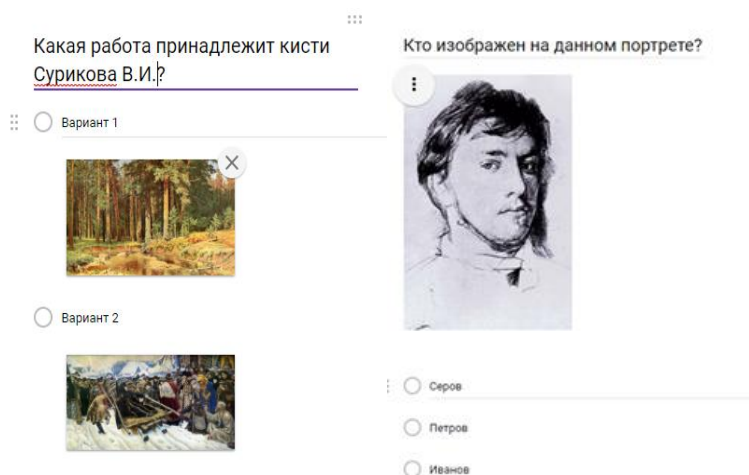 Какая работа принадлежит кисти
Сурикова В.И.?
Вариант 1
Вариант 2
Кто изображен на данном портрете?
Серов
Петров
Иванов